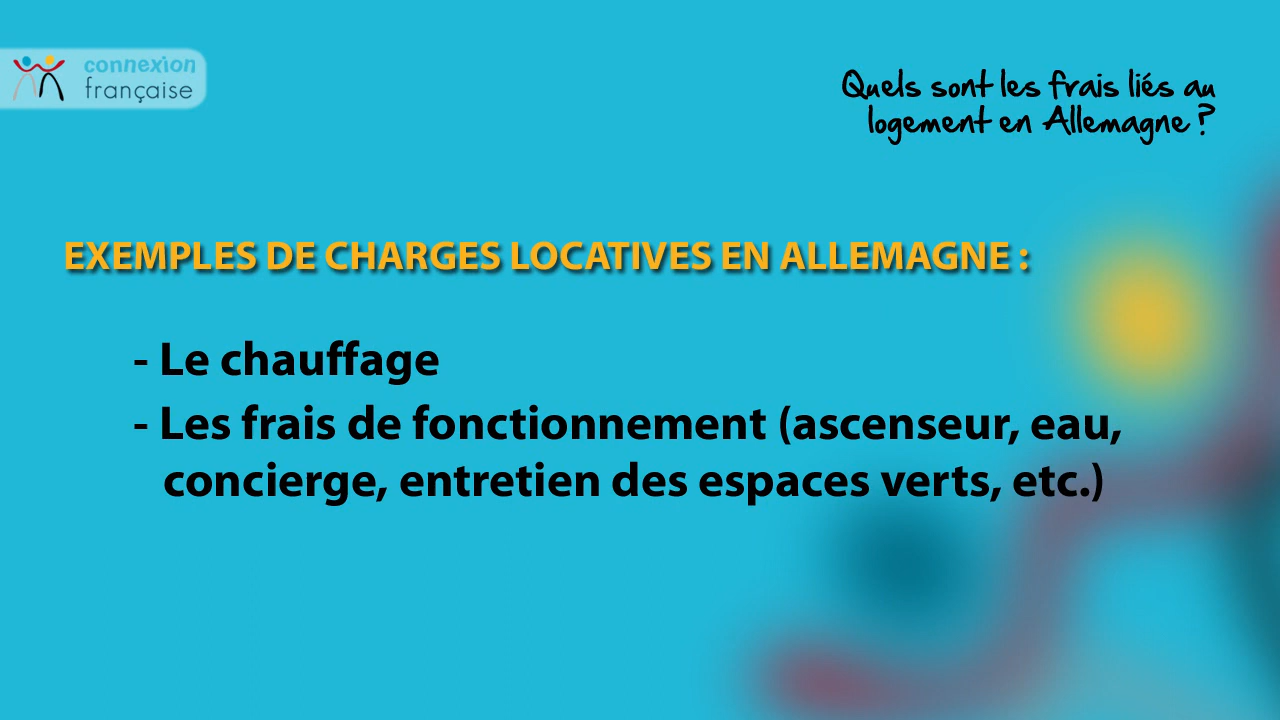 connexion
française
Quels sont les frais liés au
logement en Allemagne ?
EXEMPLES DE CHARGES LOCATIVES EN ALLEMAGNE :
- Le chauffage
- Les frais de fonctionnement (ascenseur, eau,
concierge, entretien des espaces verts, etc.)